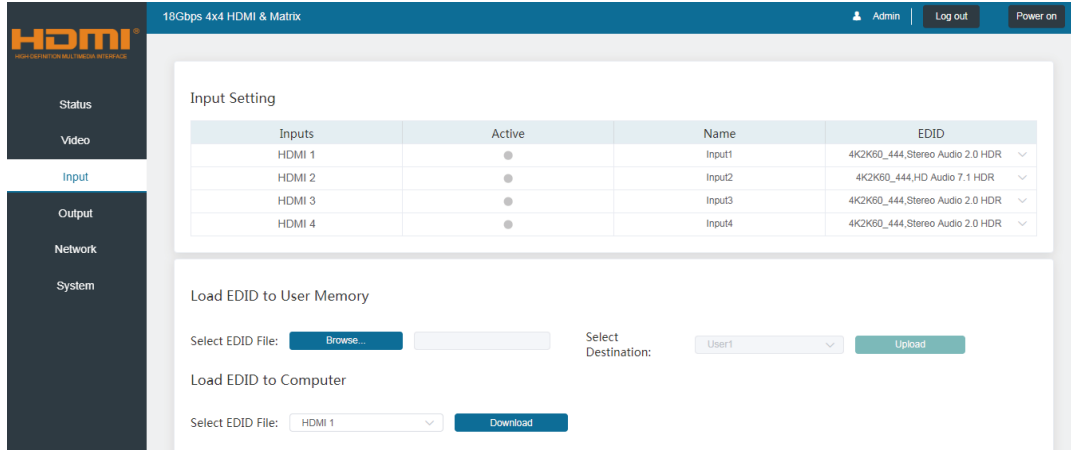 18Gbps 4x4 HDMI & Matrix
Admin
Log out
Power on
HDMI®
HIGH DEFINITION MULTIMEDIA INTERFACE
Status
Video
Input
Output
Network
System
Input Setting
Inputs Active Name EDID
HDMI 1 Input1 4K2K60_444,Stereo Audio 2.0 HDR
HDMI 2 Input2 4K2K60_444,HD Audio 7.1 HDR
HDMI 3 Input3 4K2K60_444,Stereo Audio 2.0 HDR
HDMI 4 Input4 4K2K60_444,Stereo Audio 2.0 HDR
Load EDID to User Memory
Select EDID File: Browse...
Select
Destination:
User1
Upload
Load EDID to Computer
Select EDID File: HDMI 1 Download